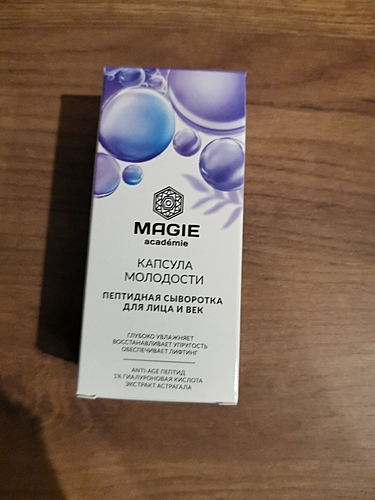 MAGIE
académie
КАПСУЛА
МОЛОДОСТИ
ПЕПТИДНАЯ СЫВОРОТКА
ДЛЯ ЛИЦА И ВЕК
ГЛУБОКО УВЛАЖНЯЕТ
ВОССТАНАВЛИВАЕТ УПРУГОСТЬ
ОБЕСПЕЧИВАЕТ ЛИФТИНГ
ANTI-AGE ПЕПТИД
1% ГИАЛУРОНОВАЯ КИСЛОТА
ЭКСТРАКТ АСТРАГАЛА